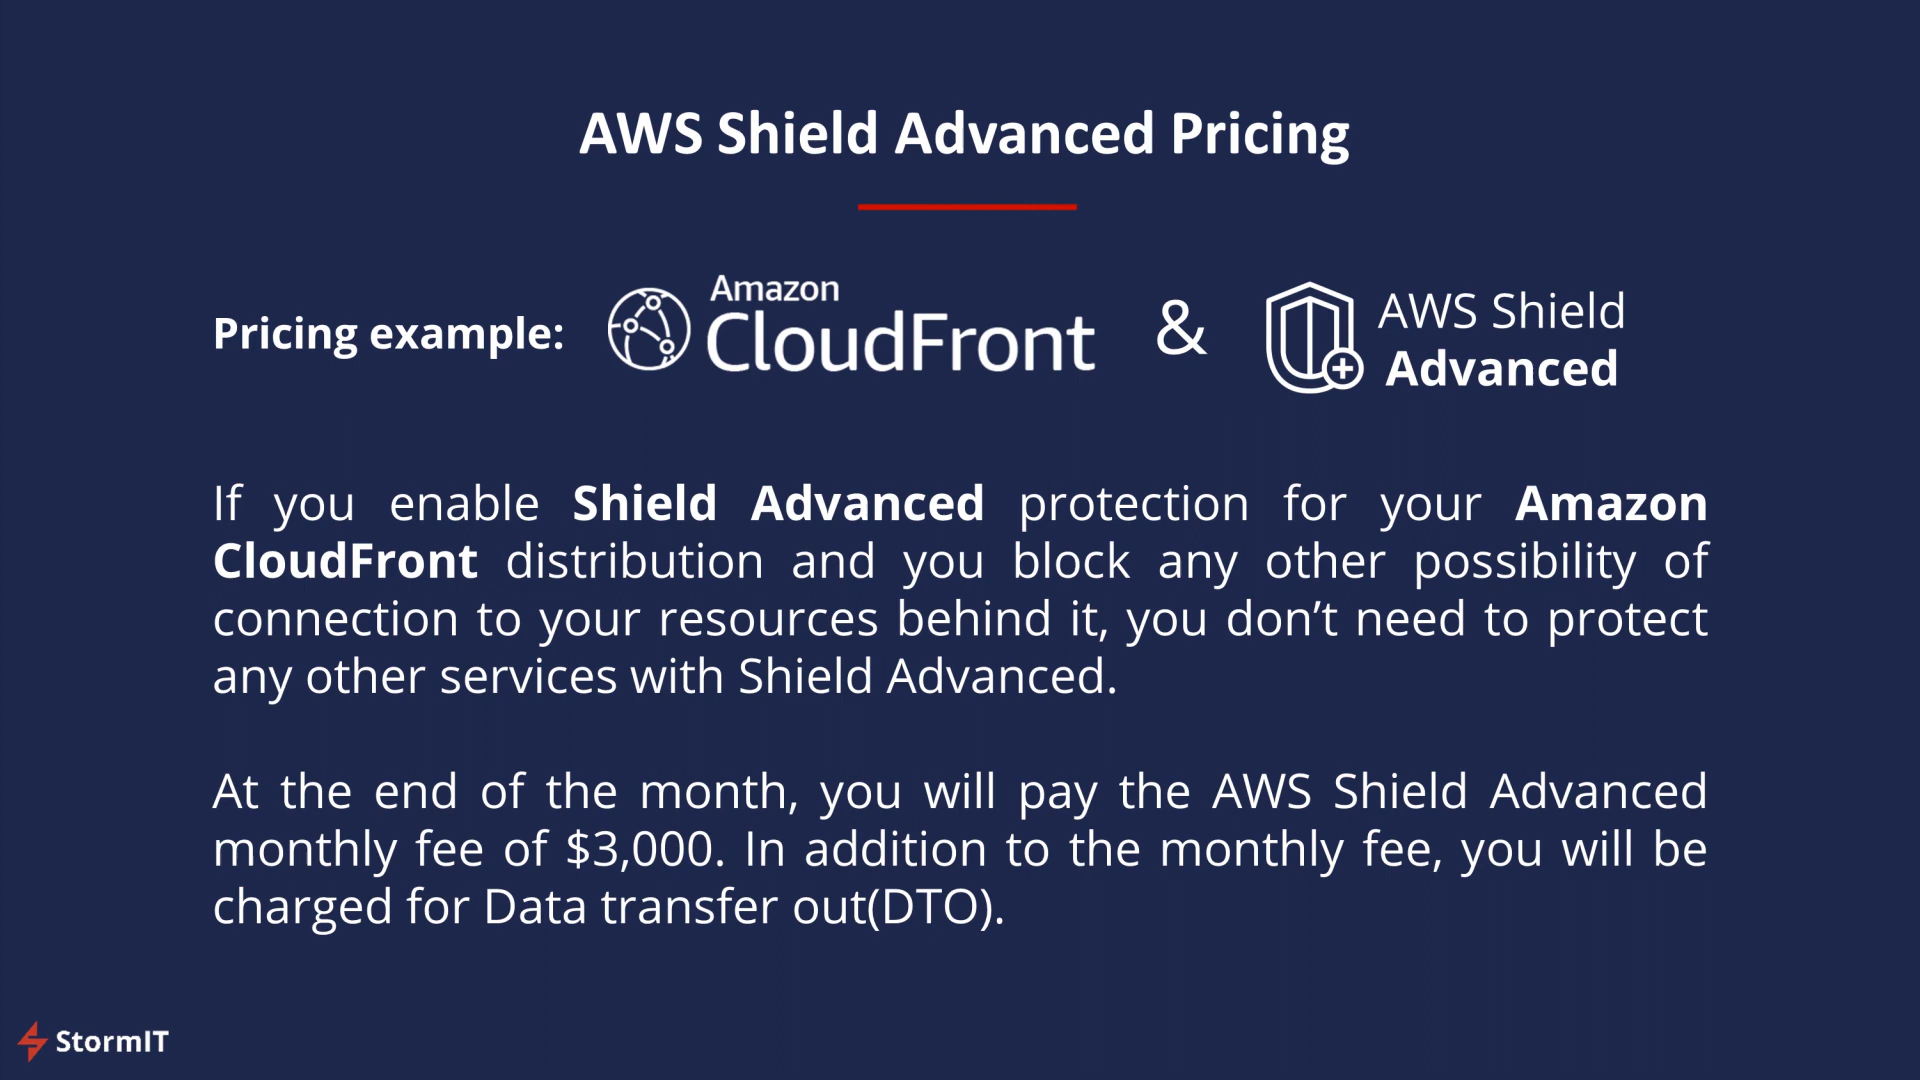 AWS Shield Advanced Pricing
Pricing example:
Amazon
CloudFront
&
AWS Shield
Advanced
If you enable Shield Advanced protection for your Amazon
CloudFront distribution and you block any other possibility of
connection to your resources behind it, you don’t need to protect
any other services with Shield Advanced.
At the end of the month, you will pay the AWS Shield Advanced
monthly fee of $3,000. In addition to the monthly fee, you will be
charged for Data transfer out(DTO).
StormIT